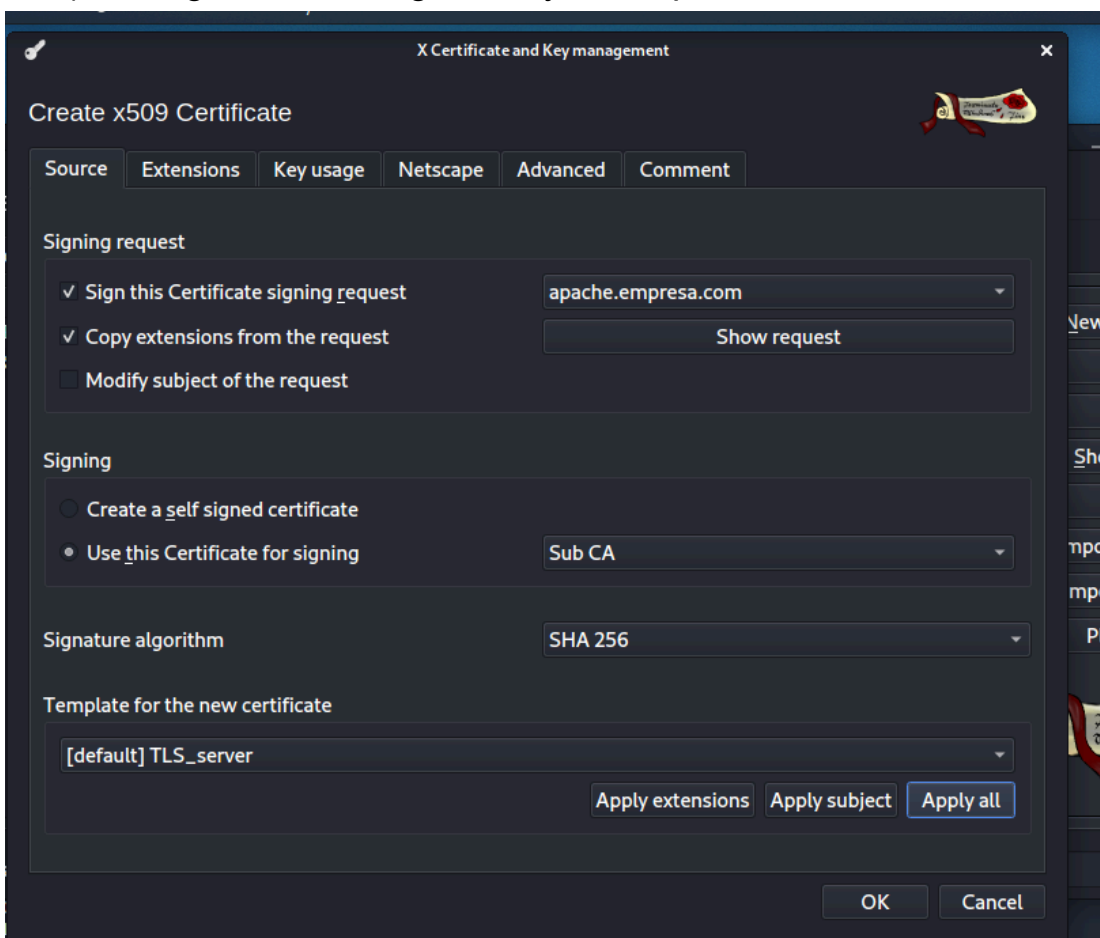 X Certificate and Key management
Create x509 Certificate
Source Extensions Key usage Netscape Advanced Comment
Signing request
Sign this Certificate signing request apache.empresa.com
Copy extensions from the request Show request
Modify subject of the request
Signing
Create a self signed certificate
Use this Certificate for signing Sub CA
Signature algorithm SHA 256
Template for the new certificate
[default] TLS_server
Apply extensions Apply subject Apply all
OK Cancel